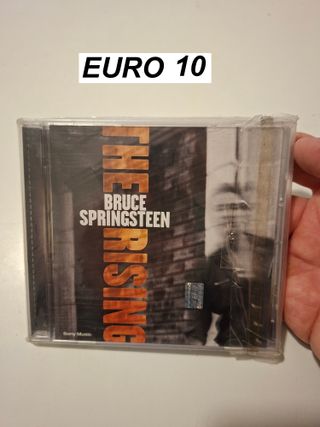 EURO 10
THE RISING
BRUCE
SPRINGSTEEN
Sony Music